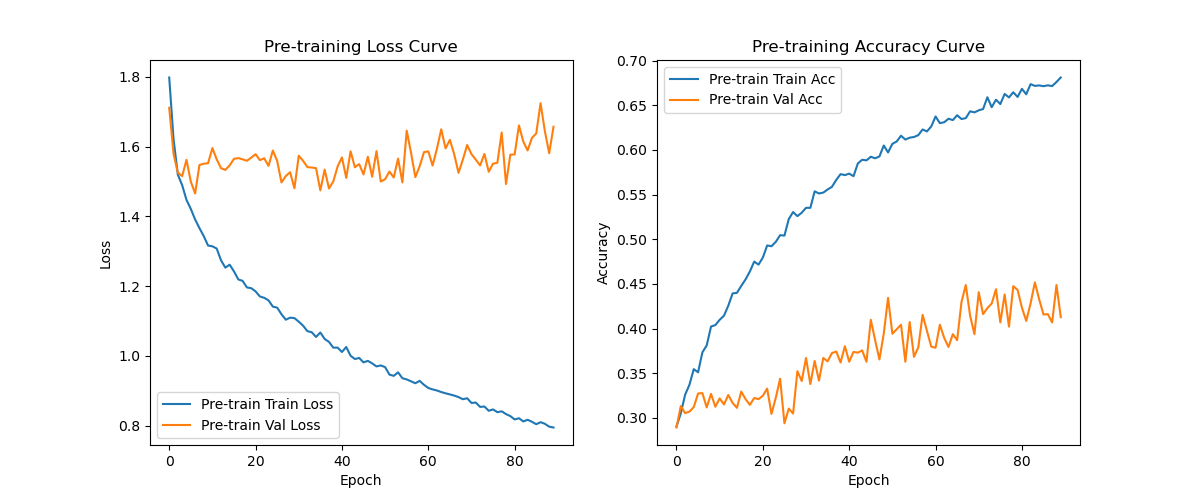 Pre-training Loss Curve
Loss
1.8
1.6
1.4
1.2
1.0
0.8
Pre-train Train Loss
Pre-train Val Loss
0 20 40 60 80
Epoch
Pre-training Accuracy Curve
Accuracy
0.70
0.65
0.60
0.55
0.50
0.45
0.40
0.35
0.30
Pre-train Train Acc
Pre-train Val Acc
0 20 40 60 80
Epoch